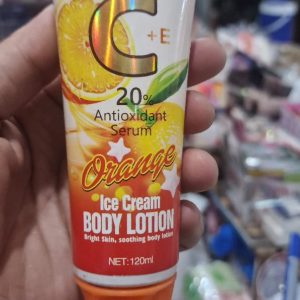 C
+E
20%
Antioxidant
Serum
Orange
Ice Cream
BODY LOTION
Bright Skin, soothing body lotion
NET:120ml